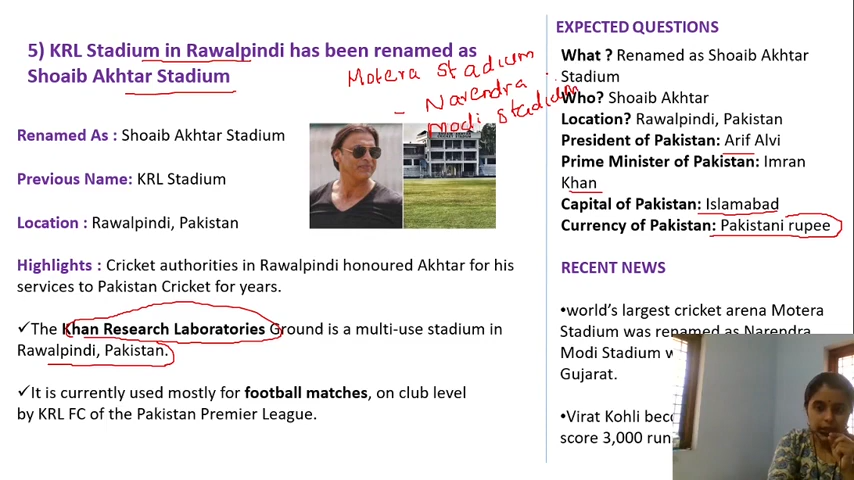 5) KRL Stadium in Rawalpindi has been renamed as
Shoaib Akhtar Stadium
Motera Stadium
- Narendra
Modi Stadium
Renamed As : Shoaib Akhtar Stadium
Previous Name: KRL Stadium
Location : Rawalpindi, Pakistan
Highlights : Cricket authorities in Rawalpindi honoured Akhtar for his
services to Pakistan Cricket for years.
✓The Khan Research Laboratories Ground is a multi-use stadium in
Rawalpindi, Pakistan.
✓It is currently used mostly for football matches, on club level
by KRL FC of the Pakistan Premier League.
EXPECTED QUESTIONS
What ? Renamed as Shoaib Akhtar
Stadium
Who? Shoaib Akhtar
Location? Rawalpindi, Pakistan
President of Pakistan: Arif Alvi
Prime Minister of Pakistan: Imran
Khan
Capital of Pakistan: Islamabad
Currency of Pakistan: Pakistani rupee
RECENT NEWS
•world's largest cricket arena Motera
Stadium was renamed as Narendra
Modi Stadium
Gujarat.
•Virat Kohli
score 3,000